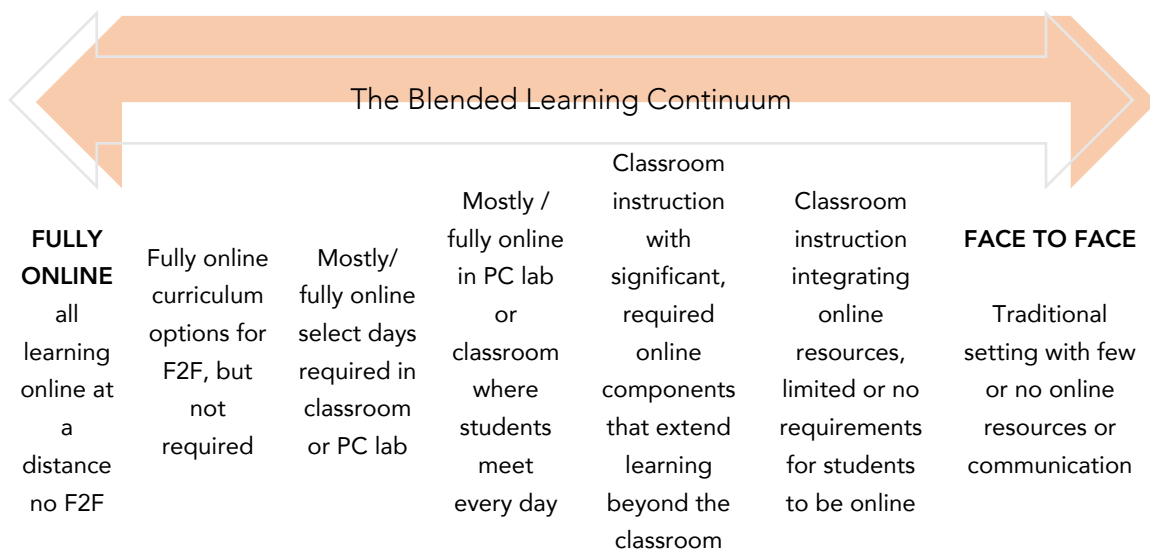 The Blended Learning Continuum
FULLY
ONLINE
all
learning
online at
a
distance
no F2F
Fully online
curriculum
options for
F2F, but
not
required
Mostly/
fully online
select days
required in
classroom
or PC lab
Mostly /
fully online
in PC lab
or
classroom
where
students
meet
every day
Classroom
instruction
with
significant,
required
online
components
that extend
learning
beyond the
classroom
Classroom
instruction
integrating
online
resources,
limited or no
requirements
for students
to be online
FACE TO FACE
Traditional
setting with few
or no online
resources or
communication